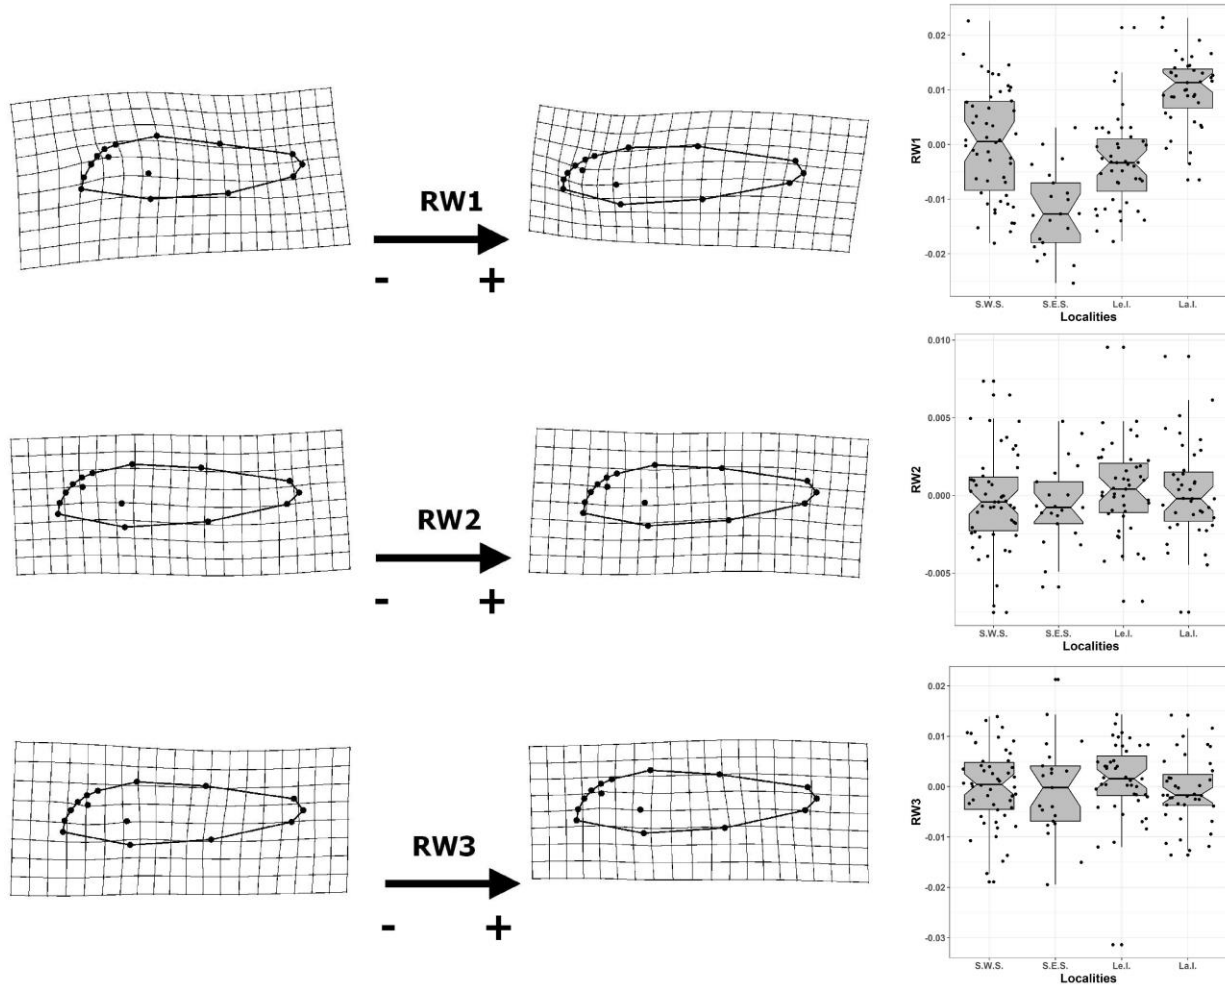 RW1
- +
0.02
0.01
0.00
-0.01
-0.02
RW1
S.W.S. S.E.S. Le.I. La.I.
Localities
RW2
- +
0.010
0.005
0.000
-0.005
RW2
S.W.S. S.E.S. Le.I. La.I.
Localities
RW3
- +
0.02
0.01
0.00
-0.01
-0.02
-0.03
RW3
S.W.S. S.E.S. Le.I. La.I.
Localities